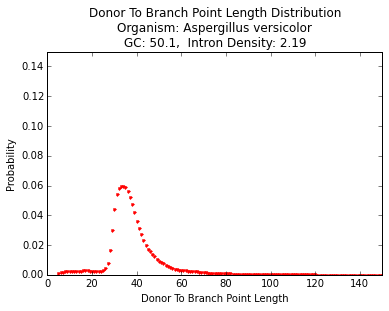 Donor To Branch Point Length Distribution
Organism: Aspergillus versicolor
GC: 50.1,  Intron Density: 2.19
0.14
0.12
0.10
0.08
0.06
0.04
0.02
0.00
Probability
0 20 40 60 80 100 120 140
Donor To Branch Point Length